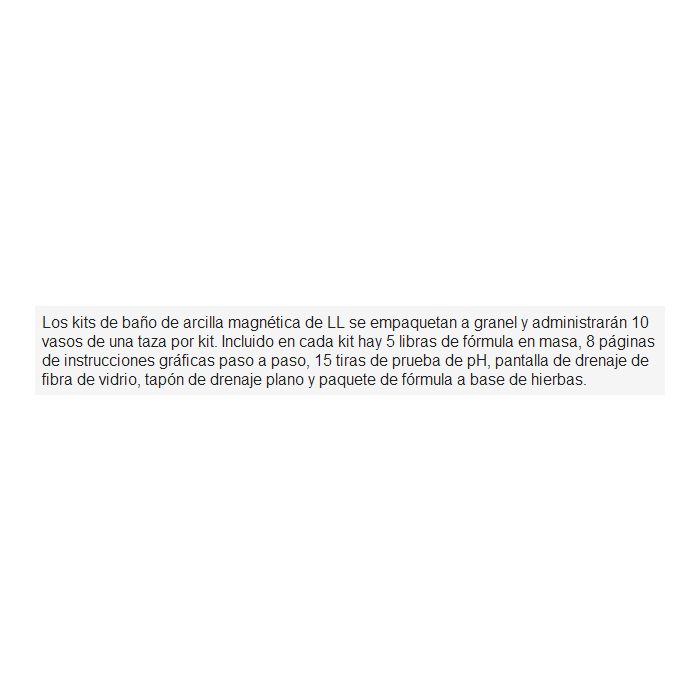 Los kits de baño de arcilla magnética de LL se empaquetan a granel y administrarán 10
vasos de una taza por kit. Incluido en cada kit hay 5 libras de fórmula en masa, 8 páginas
de instrucciones gráficas paso a paso, 15 tiras de prueba de pH, pantalla de drenaje de
fibra de vidrio, tapón de drenaje plano y paquete de fórmula a base de hierbas.